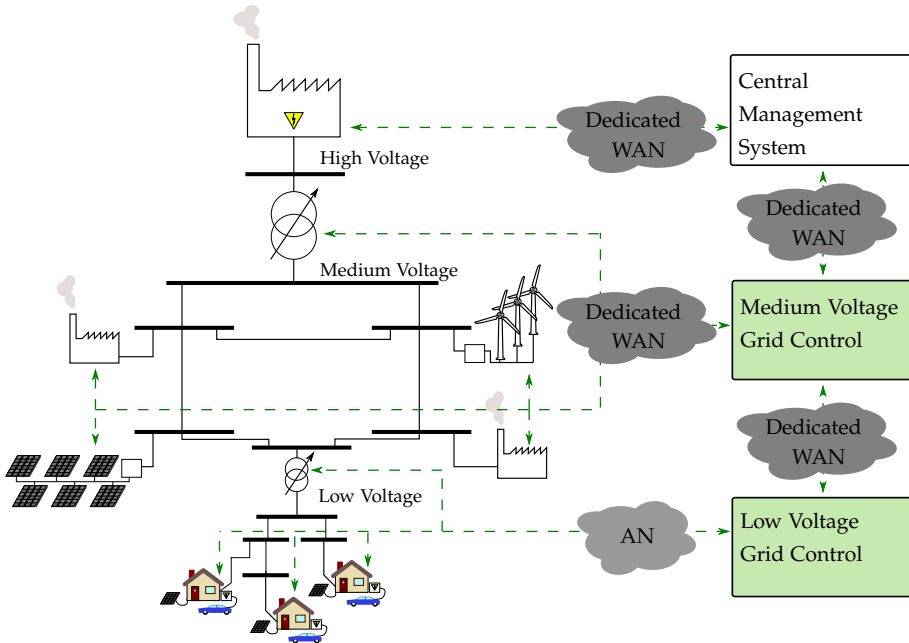 Central
Management
System
Dedicated
WAN
High Voltage
Dedicated
WAN
Medium Voltage
Dedicated
WAN
Medium Voltage
Grid Control
Dedicated
WAN
Low Voltage
AN
Low Voltage
Grid Control